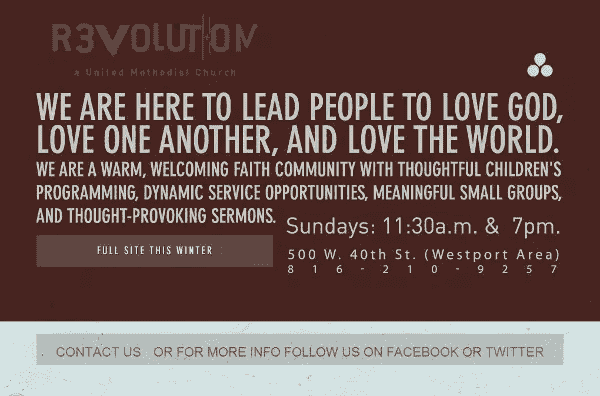 R3VOLUTION
a United Methodist Church
WE ARE HERE TO LEAD PEOPLE TO LOVE GOD,
LOVE ONE ANOTHER, AND LOVE THE WORLD.
WE ARE A WARM, WELCOMING FAITH COMMUNITY WITH THOUGHTFUL CHILDREN'S
PROGRAMMING, DYNAMIC SERVICE OPPORTUNITIES, MEANINGFUL SMALL GROUPS,
AND THOUGHT-PROVOKING SERMONS.
Sundays: 11:30a.m. & 7pm.
FULL SITE THIS WINTER
500 W. 40th St. (Westport Area)
816-210-9257
CONTACT US OR FOR MORE INFO FOLLOW US ON FACEBOOK OR TWITTER